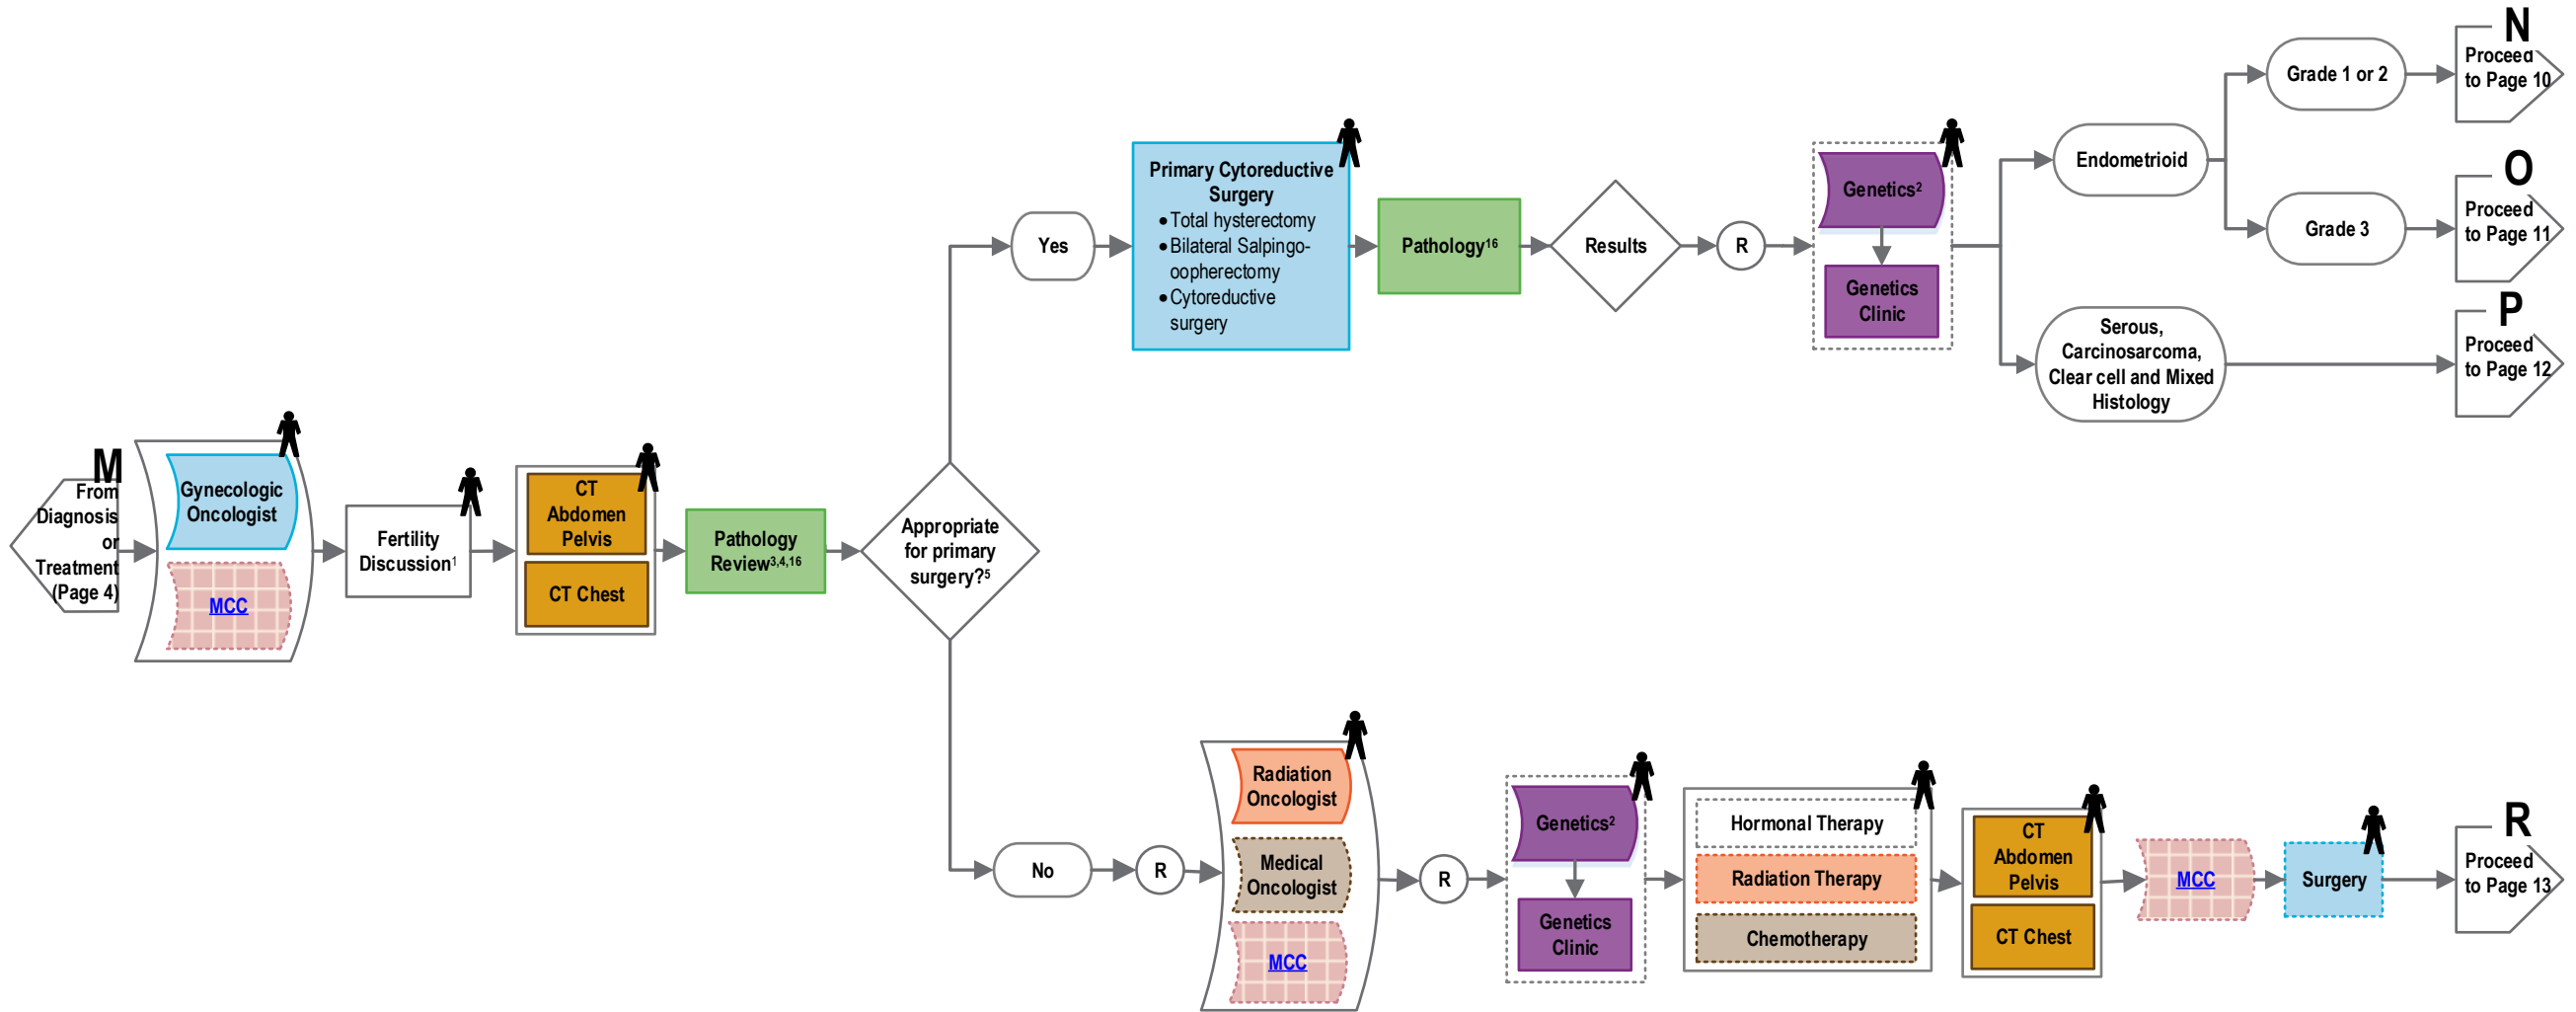 M
From
Diagnosis
or
Treatment
(Page 4)
Gynecologic
Oncologist
MCC
Fertility
Discussion1
CT
Abdomen
Pelvis
CT Chest
Pathology
Review3,4,16
Appropriate
for primary
surgery?5
Yes
Primary Cytoreductive
Surgery
•Total hysterectomy
•Bilateral Salpingo-
oopherectomy
•Cytoreductive
surgery
Pathology16
Results
R
Genetics2
Genetics
Clinic
Endometrioid
Grade 1 or 2
N
Proceed
to Page 10
Grade 3
O
Proceed
to Page 11
Serous,
Carcinosarcoma,
Clear cell and Mixed
Histology
P
Proceed
to Page 12
No
R
Radiation
Oncologist
Medical
Oncologist
MCC
R
Genetics2
Genetics
Clinic
Hormonal Therapy
Radiation Therapy
Chemotherapy
CT
Abdomen
Pelvis
CT Chest
MCC
Surgery
R
Proceed
to Page 13